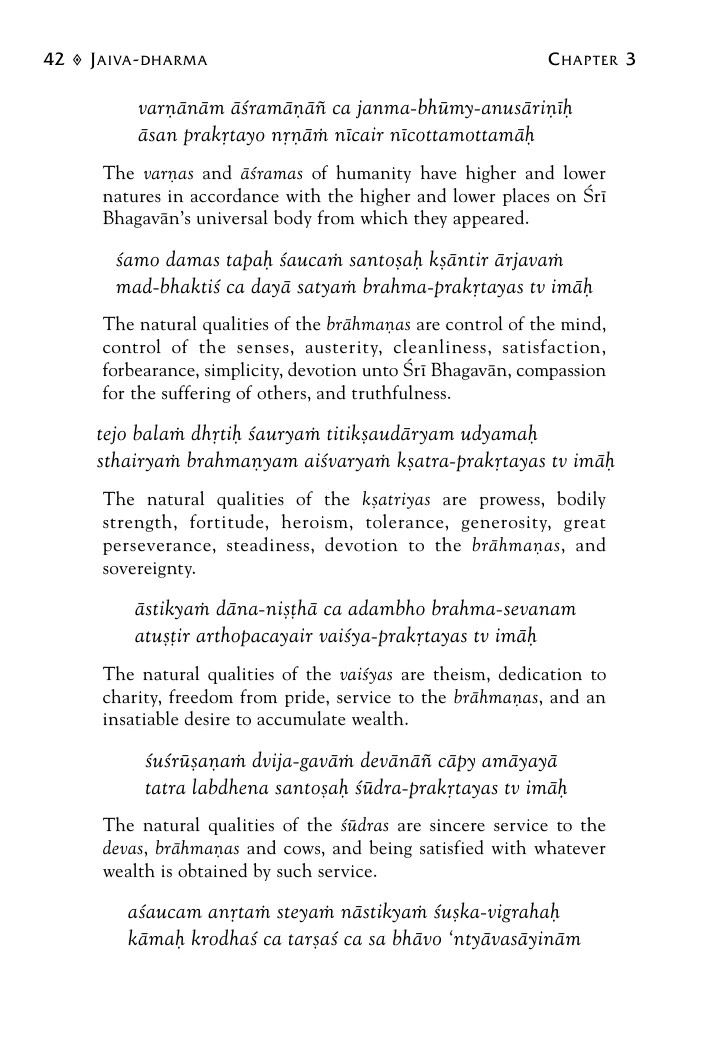 42 ◈ Jaiva-dharma Chapter 3
varṇānām āśramāṇāñ ca janma-bhūmy-anusāriṇīḥ
āsan prakṛtayo nṛṇāṁ nīcair nīcottamottamāḥ
The varṇas and āśramas of humanity have higher and lower
natures in accordance with the higher and lower places on Śrī
Bhagavān’s universal body from which they appeared.
śamo damas tapaḥ śaucaṁ santoṣaḥ kṣāntir ārjavaṁ
mad-bhaktiś ca dayā satyaṁ brahma-prakṛtayas tv imāḥ
The natural qualities of the brāhmaṇas are control of the mind,
control of the senses, austerity, cleanliness, satisfaction,
forbearance, simplicity, devotion unto Śrī Bhagavān, compassion
for the suffering of others, and truthfulness.
tejo balaṁ dhṛtiḥ śauryaṁ titikṣaudāryam udyamaḥ
sthairyaṁ brahmaṇyam aiśvaryaṁ kṣatra-prakṛtayas tv imāḥ
The natural qualities of the kṣatriyas are prowess, bodily
strength, fortitude, heroism, tolerance, generosity, great
perseverance, steadiness, devotion to the brāhmaṇas, and
sovereignty.
āstikyaṁ dāna-niṣṭhā ca adambho brahma-sevanam
atuṣṭir arthopacayair vaiśya-prakṛtayas tv imāḥ
The natural qualities of the vaiśyas are theism, dedication to
charity, freedom from pride, service to the brāhmaṇas, and an
insatiable desire to accumulate wealth.
śuśrūṣaṇaṁ dvija-gavāṁ devānāñ cāpy amāyayā
tatra labdhena santoṣaḥ śūdra-prakṛtayas tv imāḥ
The natural qualities of the śūdras are sincere service to the
devas, brāhmaṇas and cows, and being satisfied with whatever
wealth is obtained by such service.
aśaucam anṛtaṁ steyaṁ nāstikyaṁ śuṣka-vigrahaḥ
kāmaḥ krodhaś ca tarṣaś ca sa bhāvo ‘ntyāvasāyinām